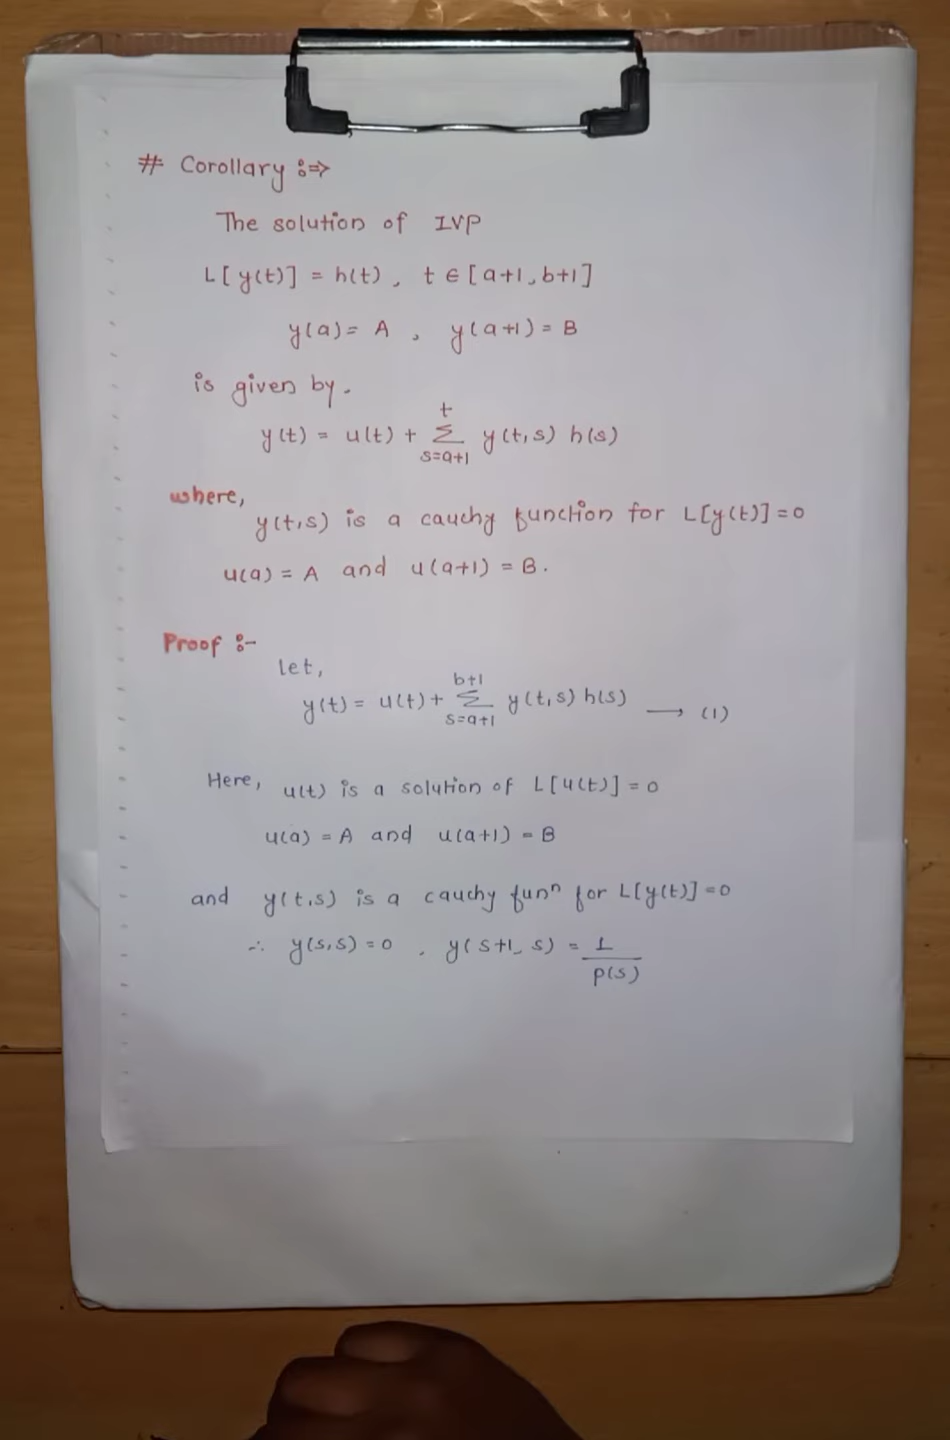 # Corollary :⇒
The solution of IVP
L[y(t)] = h(t), t ∈ [a+1, b+1]
y(a) = A , y(a+1) = B
is given by.
y(t) = u(t) + Σ_{s=a+1}^{t} y(t,s) h(s)
where,
y(t,s) is a cauchy function for L[y(t)] = 0
u(a) = A and u(a+1) = B.
Proof :-
let,
y(t) = u(t) + Σ_{s=a+1}^{b+1} y(t,s) h(s) ⟶ (1)
Here, u(t) is a solution of L[u(t)] = 0
u(a) = A and u(a+1) = B
and y(t,s) is a cauchy funⁿ for L[y(t)] = 0
∴ y(s,s) = 0 , y(s+1, s) = 1/p(s)